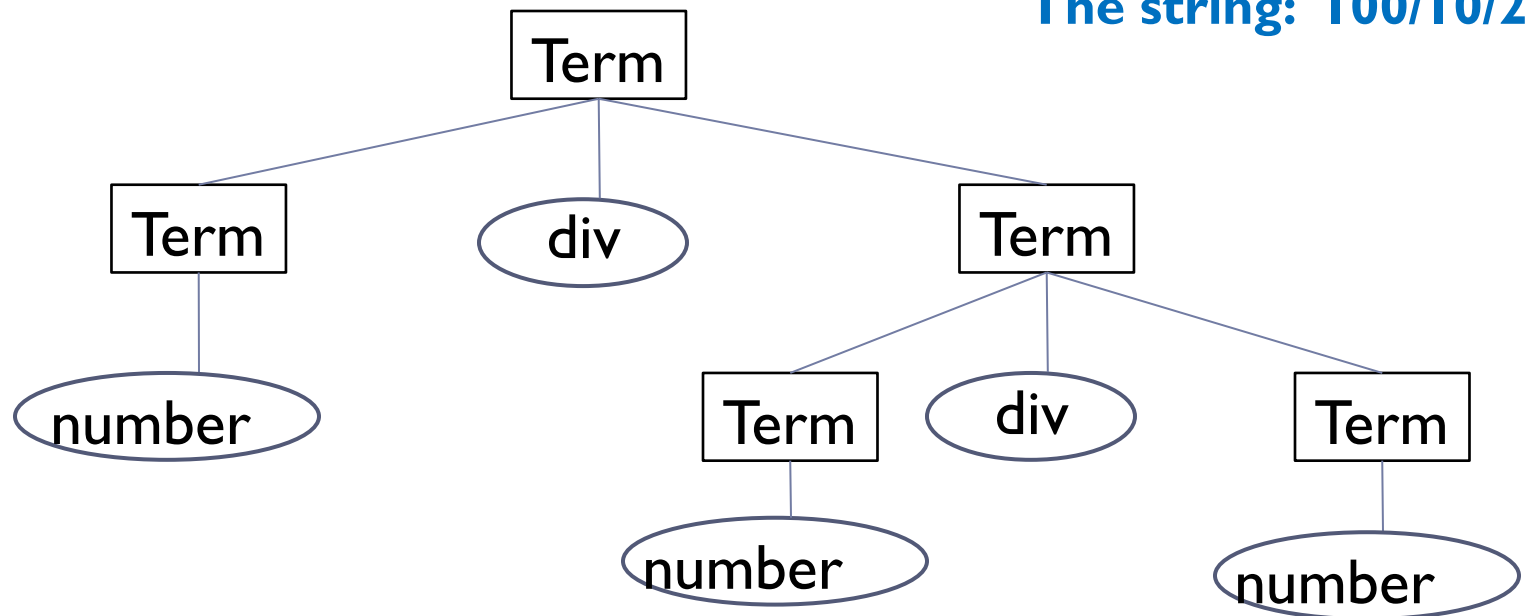 The string: 100/10/2
Term
Term
div
Term
number
Term
div
Term
number
number